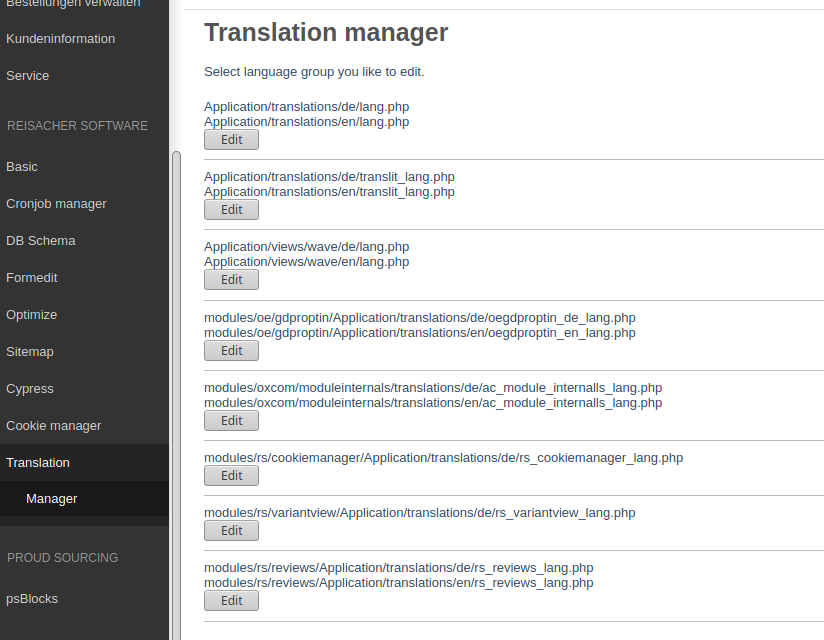 Bestellungen verwalten
Kundeninformation
Service
REISACHER SOFTWARE
Basic
Cronjob manager
DB Schema
Formedit
Optimize
Sitemap
Cypress
Cookie manager
Translation
Manager
PROUD SOURCING
psBlocks
Translation manager
Select language group you like to edit.
Application/translations/de/lang.php
Application/translations/en/lang.php
Edit
Application/translations/de/translit_lang.php
Application/translations/en/translit_lang.php
Edit
Application/views/wave/de/lang.php
Application/views/wave/en/lang.php
Edit
modules/oe/gdproptin/Application/translations/de/oegdproptin_de_lang.php
modules/oe/gdproptin/Application/translations/en/oegdproptin_en_lang.php
Edit
modules/oxcom/moduleinternals/translations/de/ac_module_internalls_lang.php
modules/oxcom/moduleinternals/translations/en/ac_module_internalls_lang.php
Edit
modules/rs/cookiemanager/Application/translations/de/rs_cookiemanager_lang.php
Edit
modules/rs/variantview/Application/translations/de/rs_variantview_lang.php
Edit
modules/rs/reviews/Application/translations/de/rs_reviews_lang.php
modules/rs/reviews/Application/translations/en/rs_reviews_lang.php
Edit